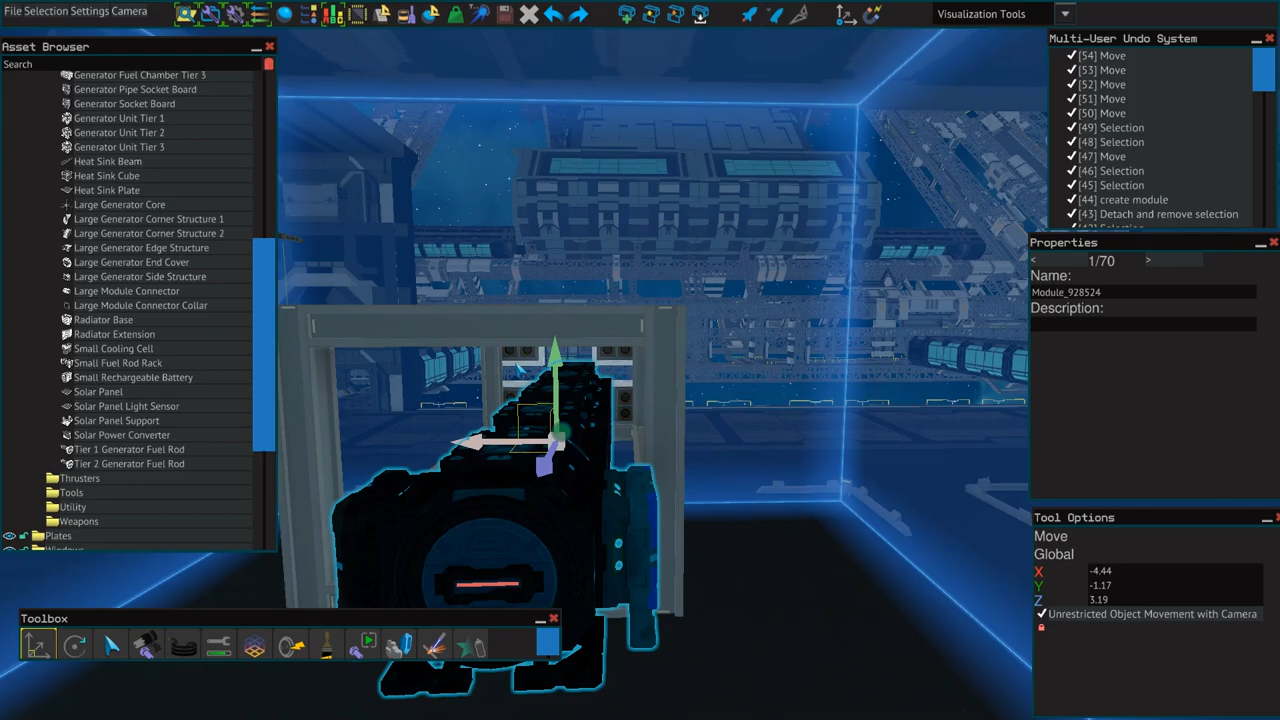 File Selection Settings Camera
Visualization Tools
Asset Browser
Search
Generator Fuel Chamber Tier 3
Generator Pipe Socket Board
Generator Socket Board
Generator Unit Tier 1
Generator Unit Tier 2
Generator Unit Tier 3
Heat Sink Beam
Heat Sink Cube
Heat Sink Plate
Large Generator Core
Large Generator Corner Structure 1
Large Generator Corner Structure 2
Large Generator Edge Structure
Large Generator End Cover
Large Generator Side Structure
Large Module Connector
Large Module Connector Collar
Radiator Base
Radiator Extension
Small Cooling Cell
Small Fuel Rod Rack
Small Rechargeable Battery
Solar Panel
Solar Panel Light Sensor
Solar Panel Support
Solar Power Converter
Tier 1 Generator Fuel Rod
Tier 2 Generator Fuel Rod
Thrusters
Tools
Utility
Weapons
Plates
Toolbox
Multi-User Undo System
[54] Move
[53] Move
[52] Move
[51] Move
[50] Move
[49] Selection
[48] Selection
[47] Move
[46] Selection
[45] Selection
[44] create module
[43] Detach and remove selection
Properties
< 1/70 >
Name:
Module_928524
Description:
Tool Options
Move
Global
X -4.44
Y -1.17
Z 3.19
Unrestricted Object Movement with Camera